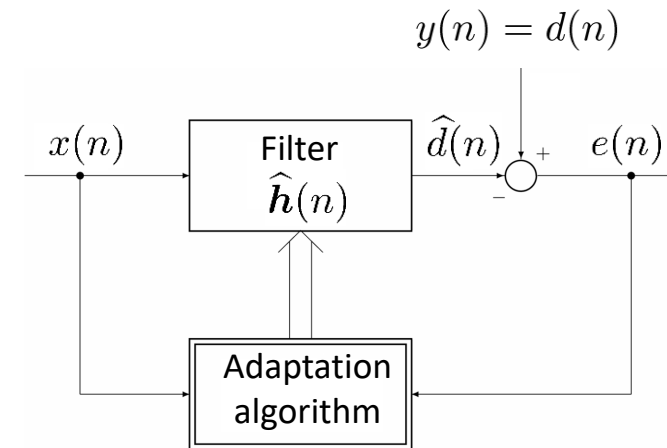 y(n) = d(n)
x(n)
Filter
ĥ(n)
d̂(n)
+
−
e(n)
Adaptation
algorithm